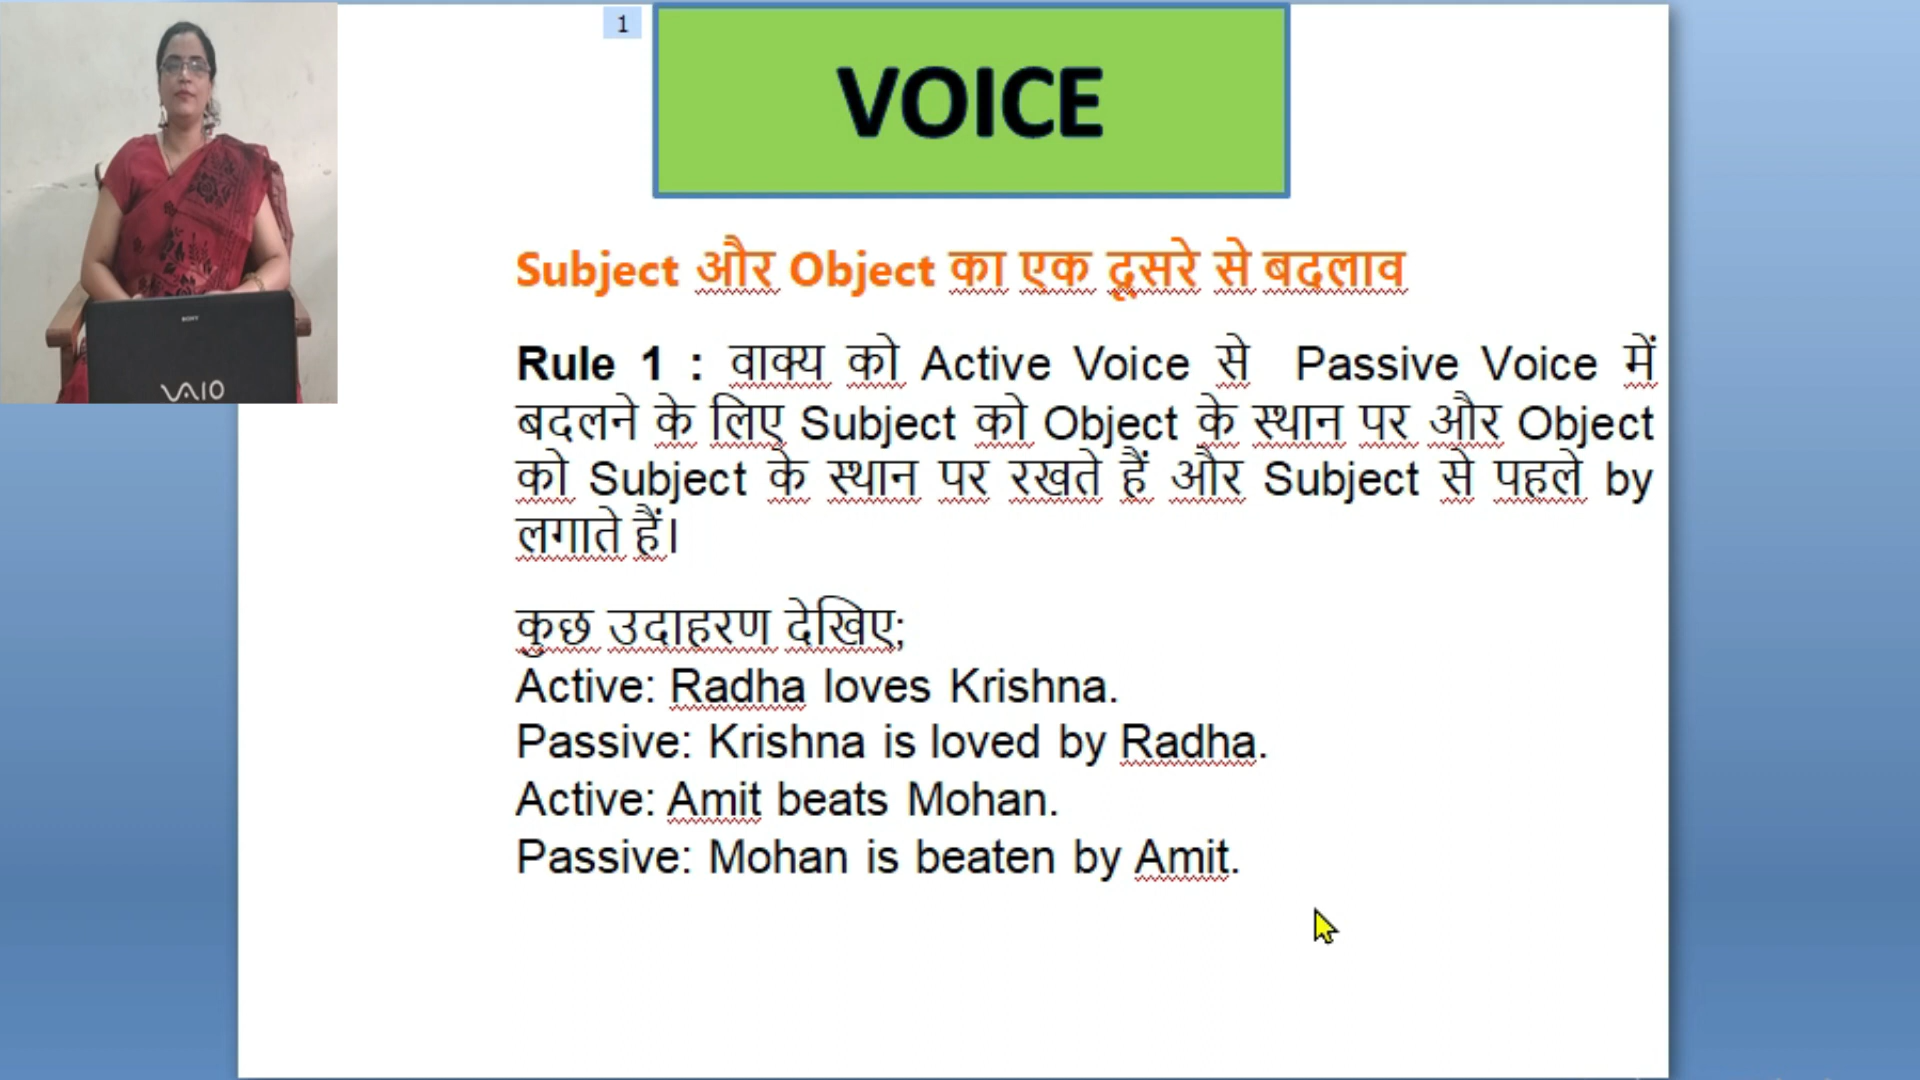 1
VOICE
Subject और Object का एक दूसरे से बदलाव
Rule 1 : वाक्य को Active Voice से Passive Voice में
बदलने के लिए Subject को Object के स्थान पर और Object
को Subject के स्थान पर रखते हैं और Subject से पहले by
लगाते हैं।
कुछ उदाहरण देखिए;
Active: Radha loves Krishna.
Passive: Krishna is loved by Radha.
Active: Amit beats Mohan.
Passive: Mohan is beaten by Amit.
SONY
VAIO